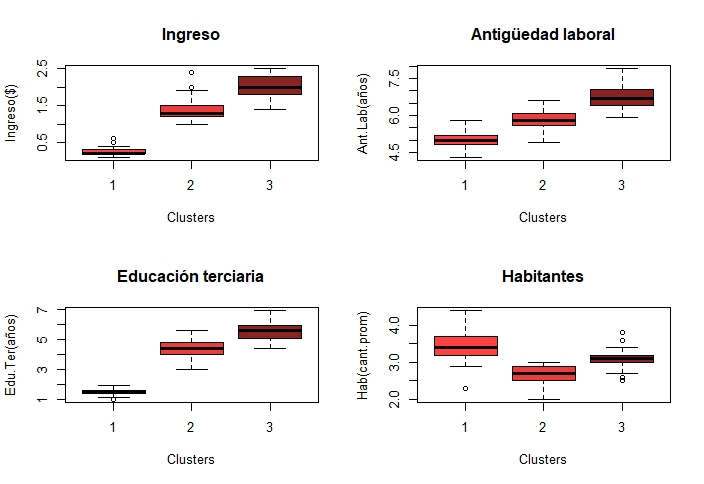 Ingreso
Ingreso($)
2.5
1.5
0.5
1 2 3
Clusters
Antigüedad laboral
Ant.Lab(años)
7.5
6.0
4.5
1 2 3
Clusters
Educación terciaria
Edu.Ter(años)
7
5
3
1
1 2 3
Clusters
Habitantes
Hab(cant.prom)
4.0
3.0
2.0
1 2 3
Clusters